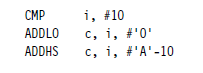 CMP i, #10
ADDLO c, i, #'0'
ADDHS c, i, #'A'-10